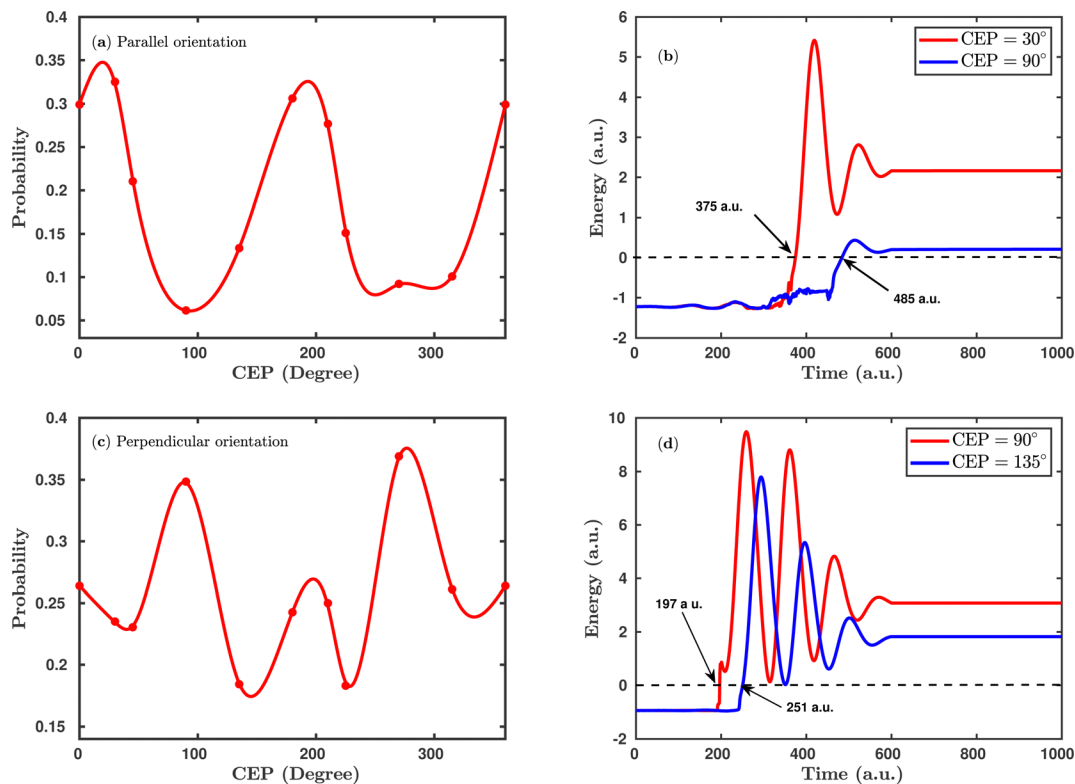 (a) Parallel orientation
0.4
0.35
0.3
0.25
0.2
0.15
0.1
0.05
Probability
0 100 200 300
CEP (Degree)
(b)
CEP = 30°
CEP = 90°
6
5
4
3
2
1
0
-1
-2
Energy (a.u.)
375 a.u.
485 a.u.
0 200 400 600 800 1000
Time (a.u.)
(c) Perpendicular orientation
0.4
0.35
0.3
0.25
0.2
0.15
Probability
0 100 200 300
CEP (Degree)
(d)
CEP = 90°
CEP = 135°
10
8
6
4
2
0
-2
Energy (a.u.)
197 a u.
251 a.u.
0 200 400 600 800 1000
Time (a.u.)